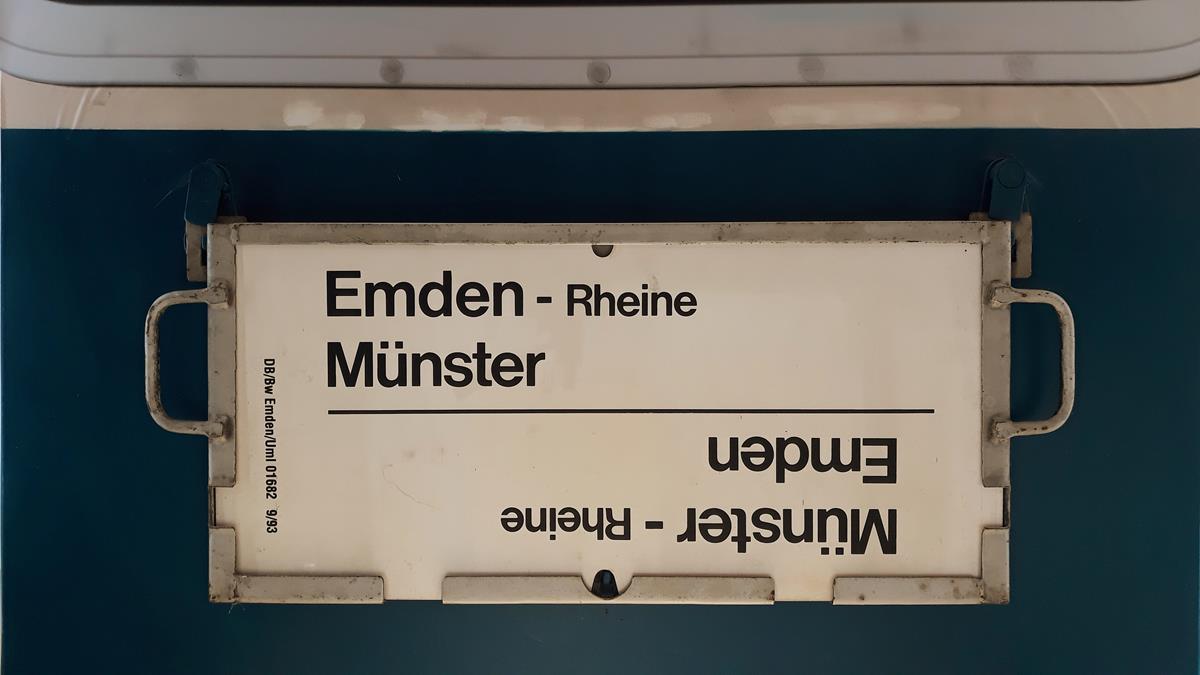 Emden - Rheine
Münster
Münster - Rheine
Emden
DB/Bw Emden/Uml 01682 9/93